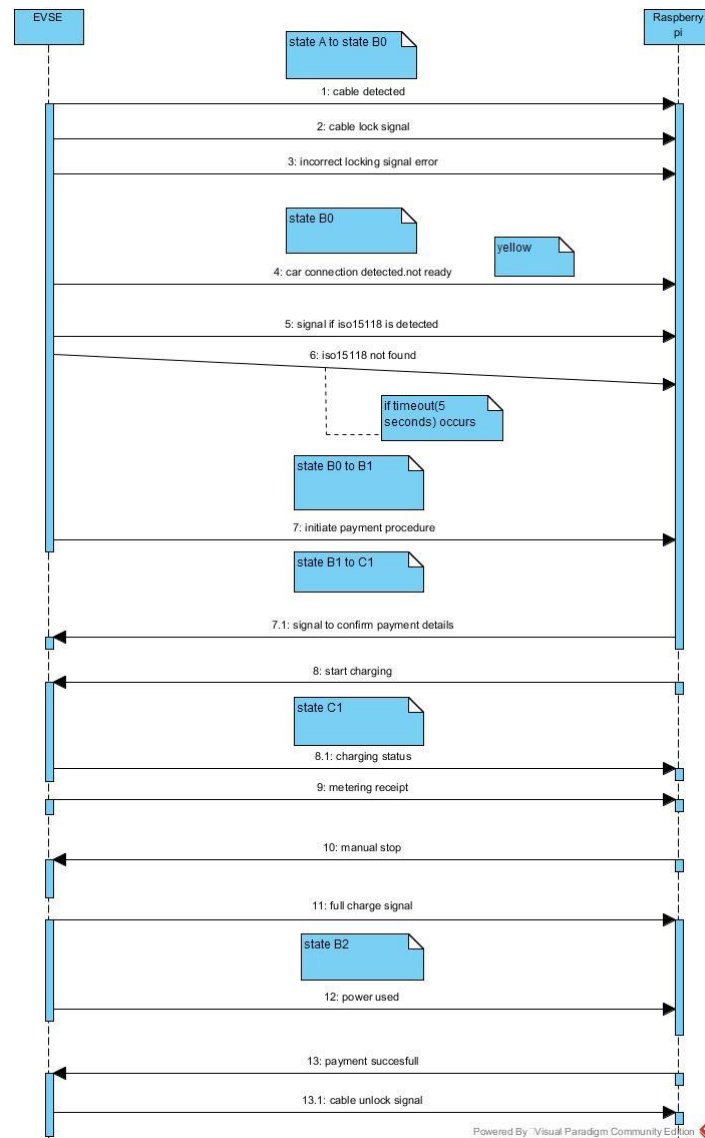 EVSE
Raspberry
pi
state A to state B0
1: cable detected
2: cable lock signal
3: incorrect locking signal error
state B0
yellow
4: car connection detected.not ready
5: signal if iso15118 is detected
6: iso15118 not found
if timeout(5
seconds) occurs
state B0 to B1
7: initiate payment procedure
state B1 to C1
7.1: signal to confirm payment details
8: start charging
state C1
8.1: charging status
9: metering receipt
10: manual stop
11: full charge signal
state B2
12: power used
13: payment succesfull
13.1: cable unlock signal
Powered By Visual Paradigm Community Edition